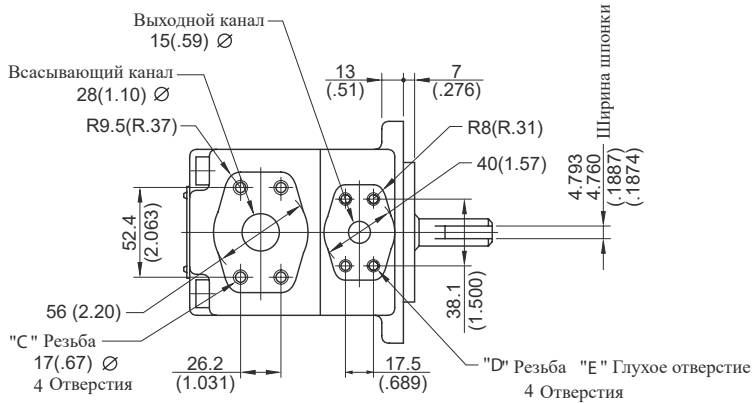 Выходной канал
15(.59) Ø
Всасывающий канал
28(1.10) Ø
R9.5(R.37)
13
(.51)
7
(.276)
R8(R.31)
40(1.57)
Ширина шпонки
4.793
4.760
(.1887)
(.1874)
52.4
(2.063)
56 (2.20)
38.1
(1.500)
"C" Резьба
17(.67) Ø
4 Отверстия
26.2
(1.031)
17.5
(.689)
"D" Резьба "E" Глухое отверстие
4 Отверстия